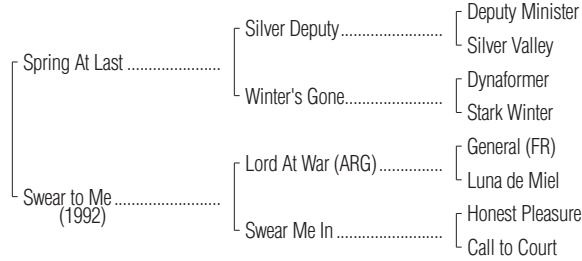 Deputy Minister
Silver Deputy......................
Silver Valley
Spring At Last .....................
Dynaformer
Winter's Gone......................
Stark Winter
General (FR)
Lord At War (ARG) ..............
Luna de Miel
Swear to Me ........................
(1992)
Honest Pleasure
Swear Me In ........................
Call to Court